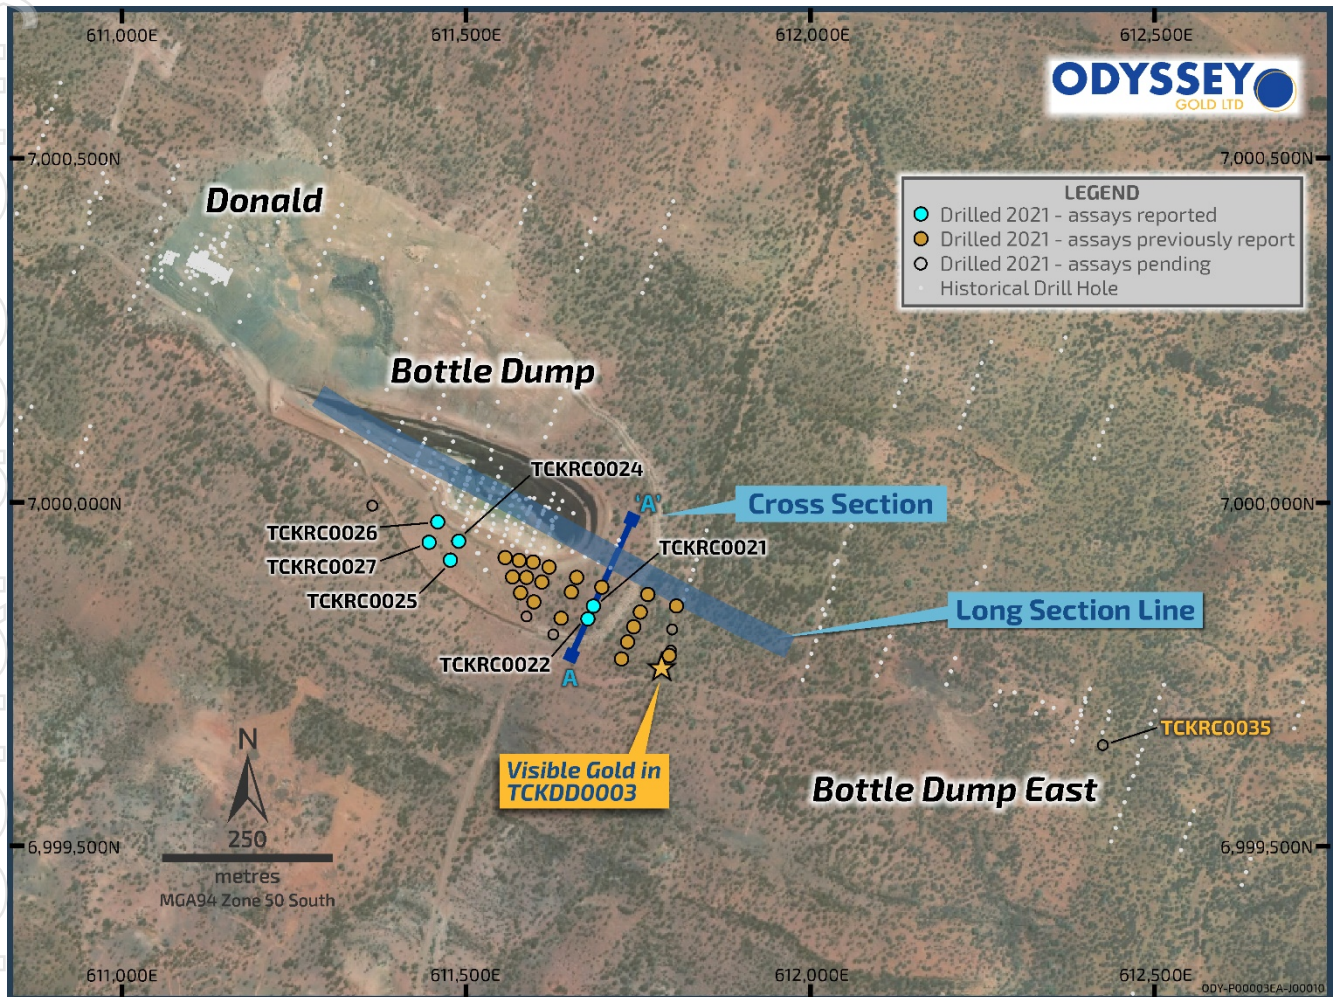 611,000E
611,500E
612,000E
612,500E
ODYSSEY
GOLD LTD
7,000,500N
7,000,500N
LEGEND
Drilled 2021 - assays reported
Drilled 2021 - assays previously report
Drilled 2021 - assays pending
Historical Drill Hole
Donald
Bottle Dump
TCKRC0024
7,000,000N
'A'
Cross Section
7,000,000N
TCKRC0026
TCKRC0021
TCKRC0027
TCKRC0025
Long Section Line
TCKRC0022
A
TCKRC0035
N
Visible Gold in
TCKDD0003
Bottle Dump East
250
6,999,500N
6,999,500N
metres
MGA94 Zone 50 South
611,000E
611,500E
612,000E
612,500E
ODY-P00003EA-J00010